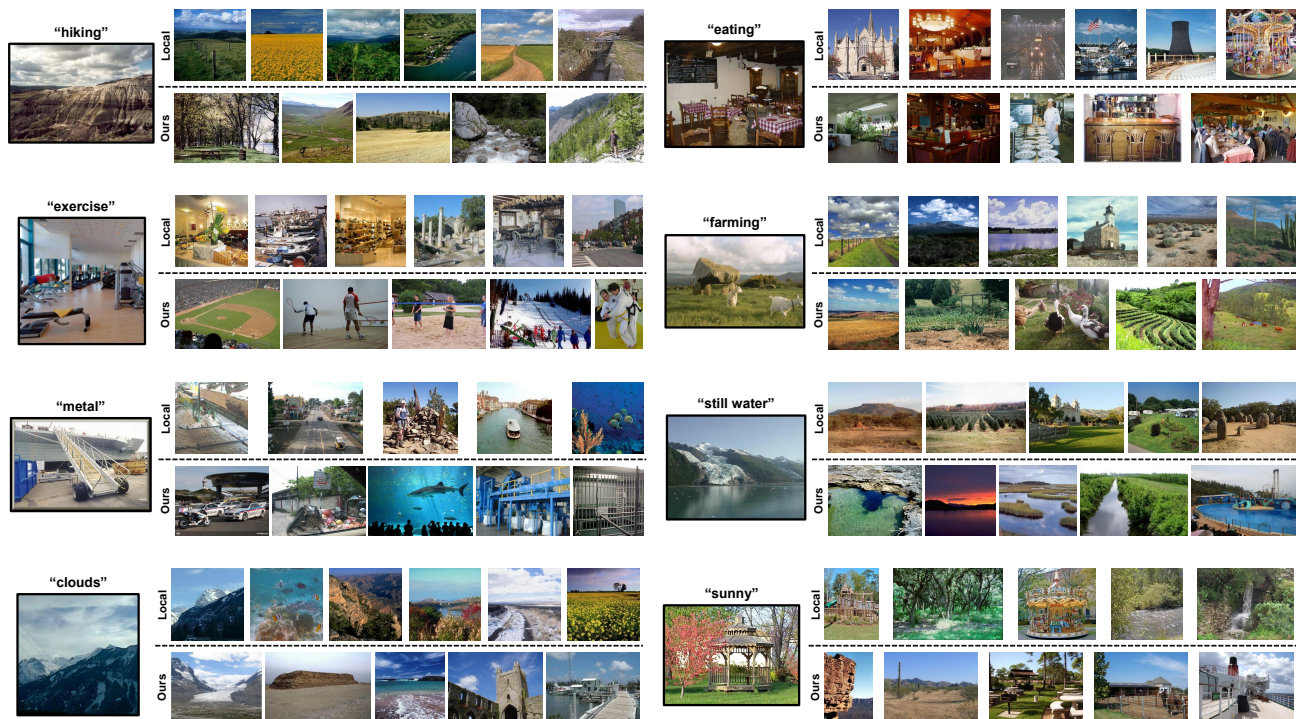 “hiking”
Local
Ours
“eating”
Local
Ours
“exercise”
Local
Ours
“farming”
Local
Ours
“metal”
Local
Ours
“still water”
Local
Ours
“clouds”
Local
Ours
“sunny”
Local
Ours